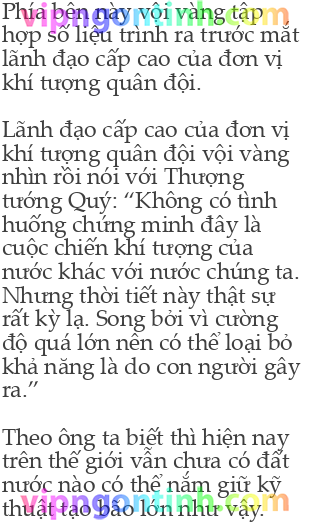 Phía bên này vội vàng tập
vipngontinh.com
hợp số liệu trình ra trước mắt
lãnh đạo cấp cao của đơn vị
khí tượng quân đội.
Lãnh đạo cấp cao của đơn vị
khí tượng quân đội vội vàng
nhìn rồi nói với Thượng
tướng Quý: “Không có tình
huống chứng minh đây là
cuộc chiến khí tượng của
nước khác với nước chúng ta.
Nhưng thời tiết này thật sự
rất kỳ lạ. Song bởi vì cường
độ quá lớn nên có thể loại bỏ
khả năng là do con người gây
ra.”
Theo ông ta biết thì hiện nay
trên thế giới vẫn chưa có đất
nước nào có thể nắm giữ kỹ
vipngontinh.com
thuật tạo bão lớn như vậy.